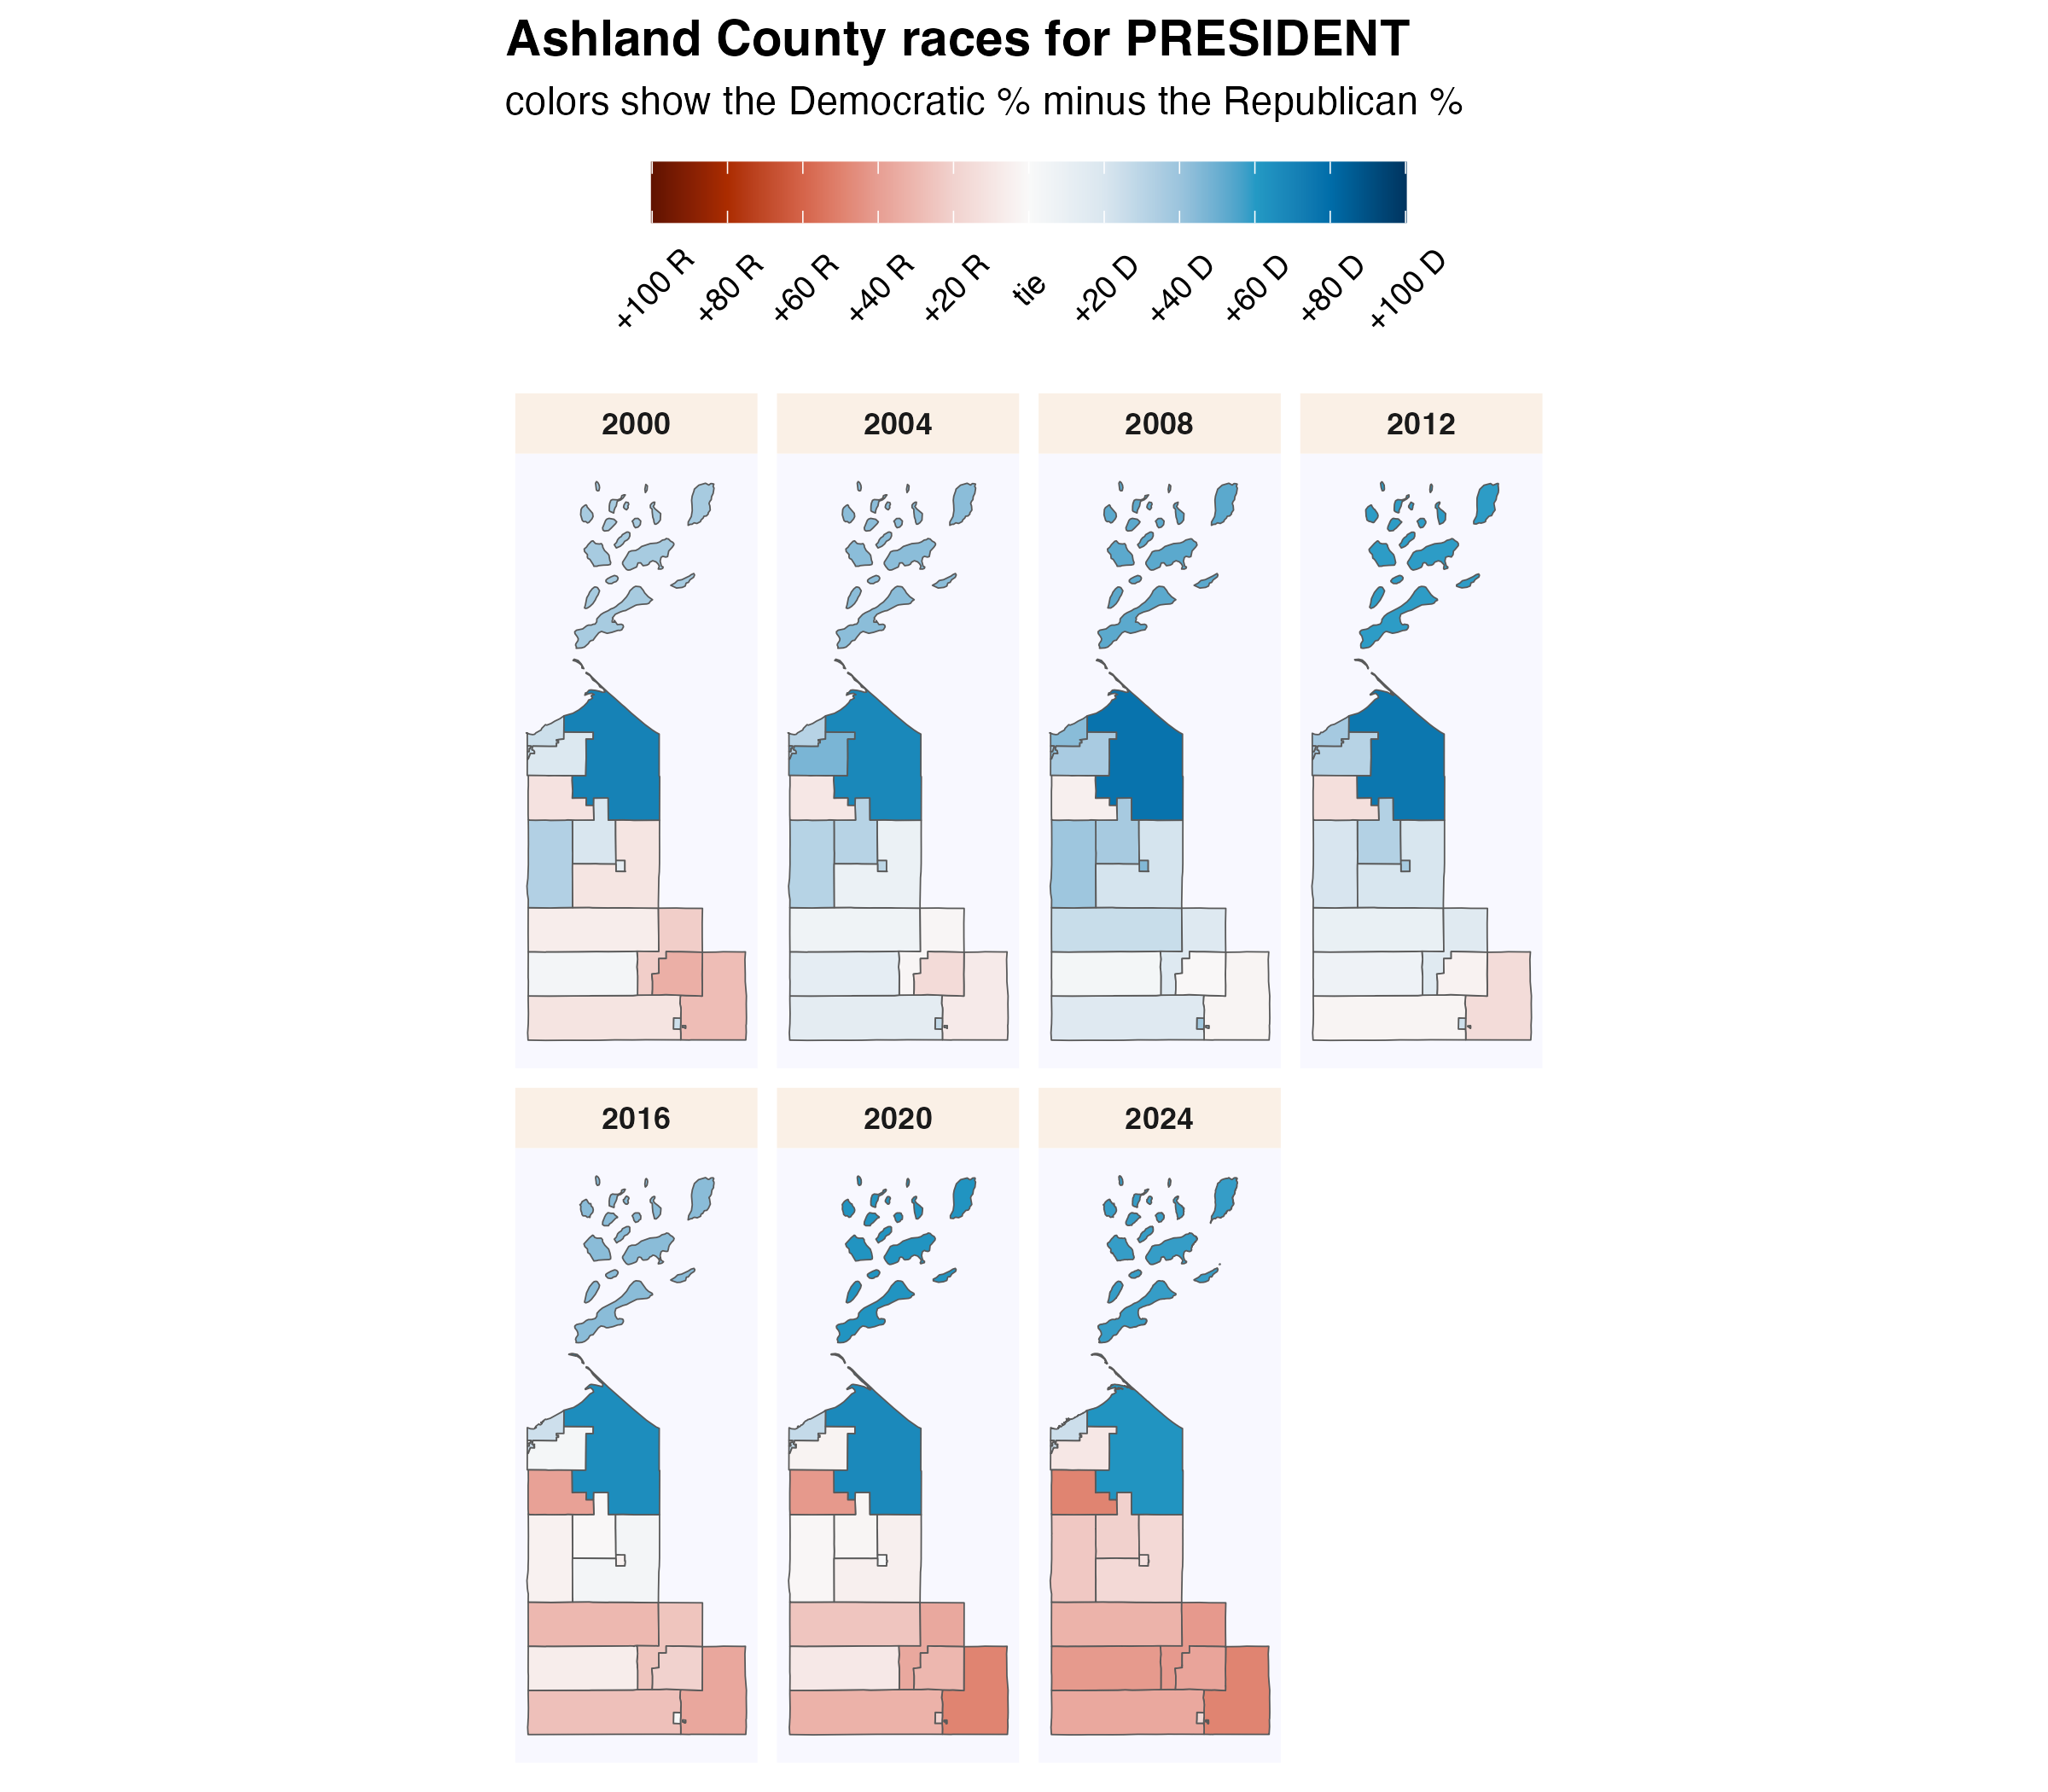 Ashland County races for PRESIDENT
colors show the Democratic % minus the Republican %
+100 R +80 R +60 R +40 R +20 R tie +20 D +40 D +60 D +80 D +100 D
2000 2004 2008 2012
2016 2020 2024